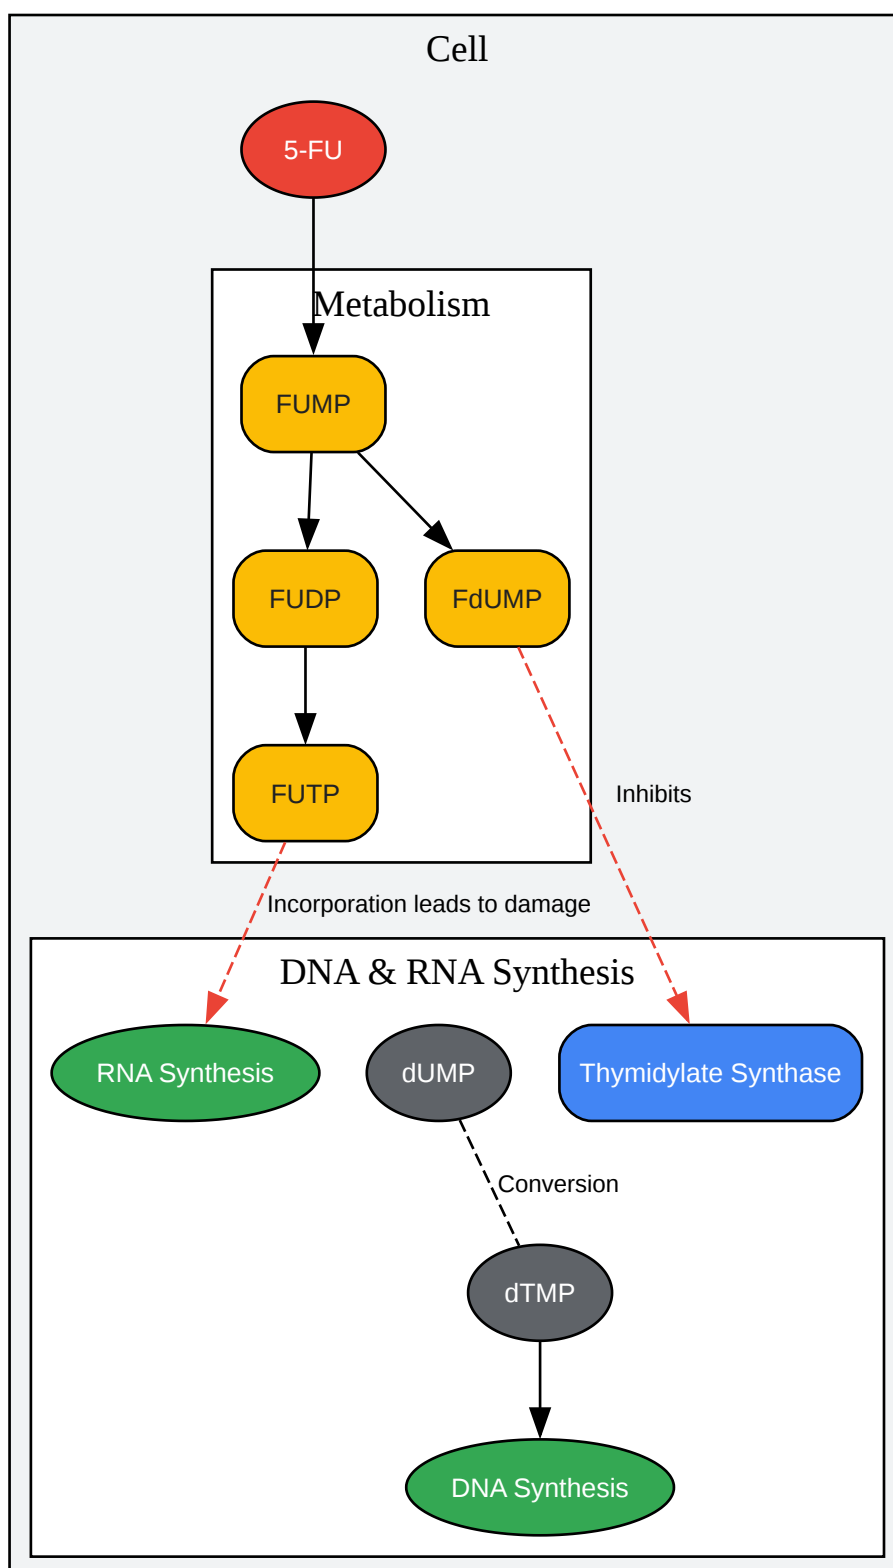 Cell
5-FU
Metabolism
FUMP
FUDP
FdUMP
FUTP
Inhibits
Incorporation leads to damage
DNA & RNA Synthesis
RNA Synthesis
dUMP
Thymidylate Synthase
Conversion
dTMP
DNA Synthesis